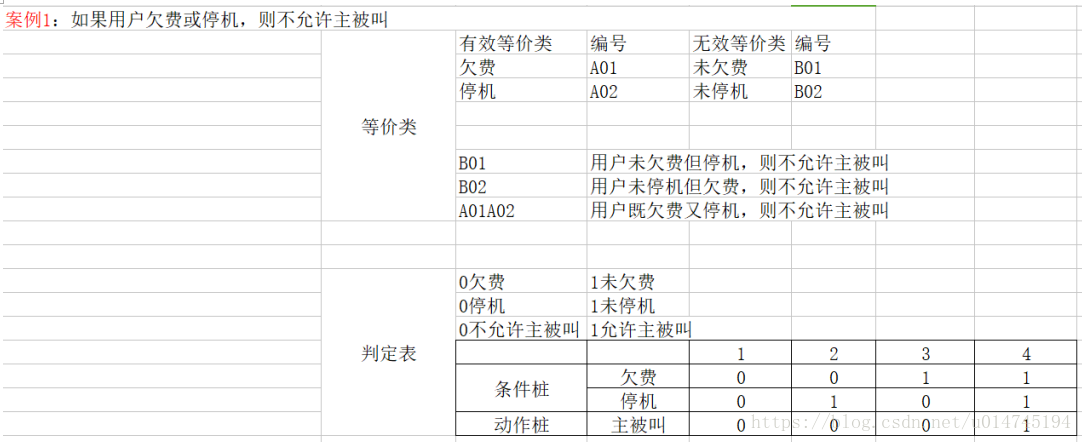 案例1：如果用户欠费或停机，则不允许主被叫
有效等价类 编号 无效等价类 编号
欠费 A01 未欠费 B01
停机 A02 未停机 B02
等价类
B01 用户未欠费但停机，则不允许主被叫
B02 用户未停机但欠费，则不允许主被叫
A01A02 用户既欠费又停机，则不允许主被叫
0欠费 1未欠费
0停机 1未停机
0不允许主被叫 1允许主被叫
判定表
1 2 3 4
条件桩
欠费 0 0 1 1
停机 0 1 0 1
动作桩 主被叫 0 0 0 1
https://blog.csdn.net/u014745194